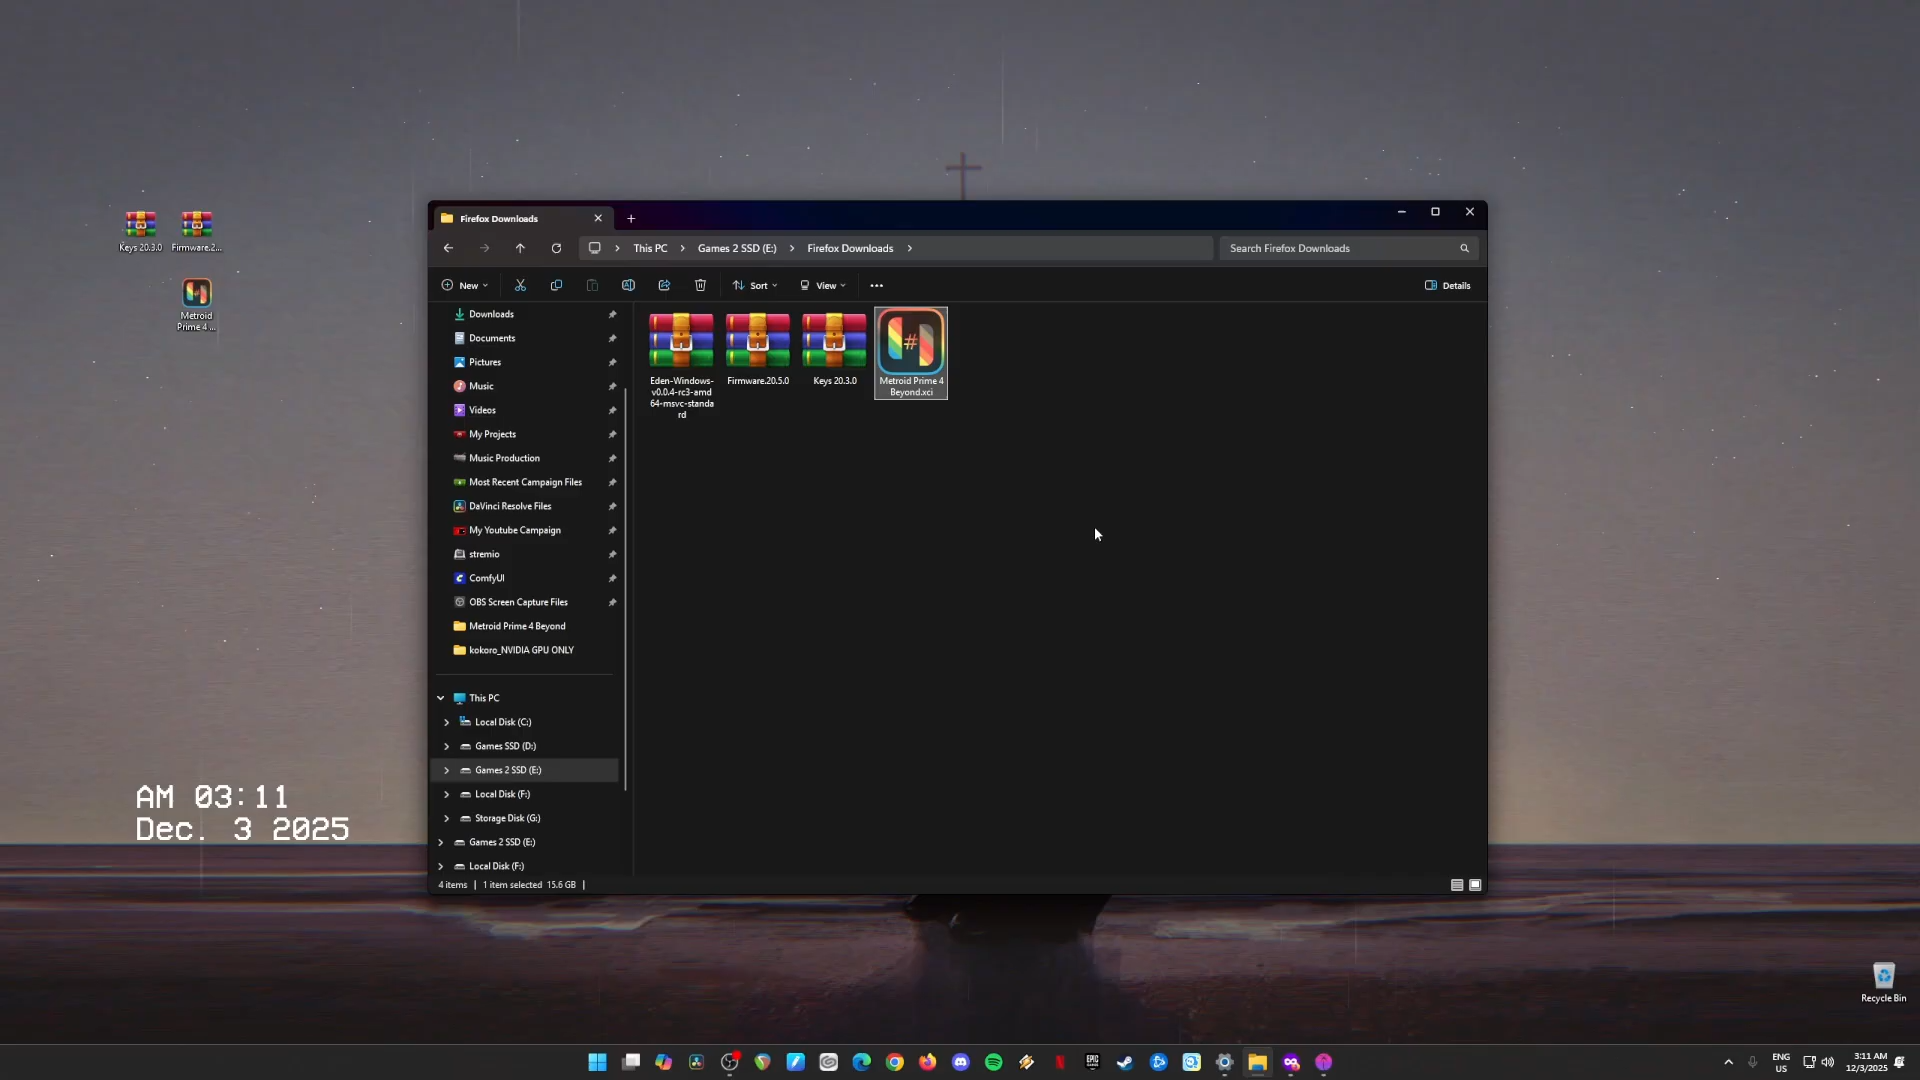 Keys 20.3.0
Firmware.2...
Metroid
Prime 4 ...
AM 03:11
Dec. 3 2025
Firefox Downloads
This PC
Games 2 SSD (E:)
Firefox Downloads
Search Firefox Downloads
New
Sort
View
Details
Downloads
Documents
Pictures
Music
Videos
My Projects
Music Production
Most Recent Campaign Files
DaVinci Resolve Files
My Youtube Campaign
stremio
ComfyUI
OBS Screen Capture Files
Metroid Prime 4 Beyond
kokoro_NVIDIA GPU ONLY
This PC
Local Disk (C:)
Games SSD (D:)
Games 2 SSD (E:)
Local Disk (F:)
Storage Disk (G:)
Games 2 SSD (E:)
Local Disk (F:)
Eden-Windows-
v0.0.4-rc3-amd
64-msvc-standa
rd
Firmware.20.5.0
Keys 20.3.0
Metroid Prime 4
Beyond.xci
4 items
1 item selected 15.6 GB
Recycle Bin
ENG
US
3:11 AM
12/3/2025